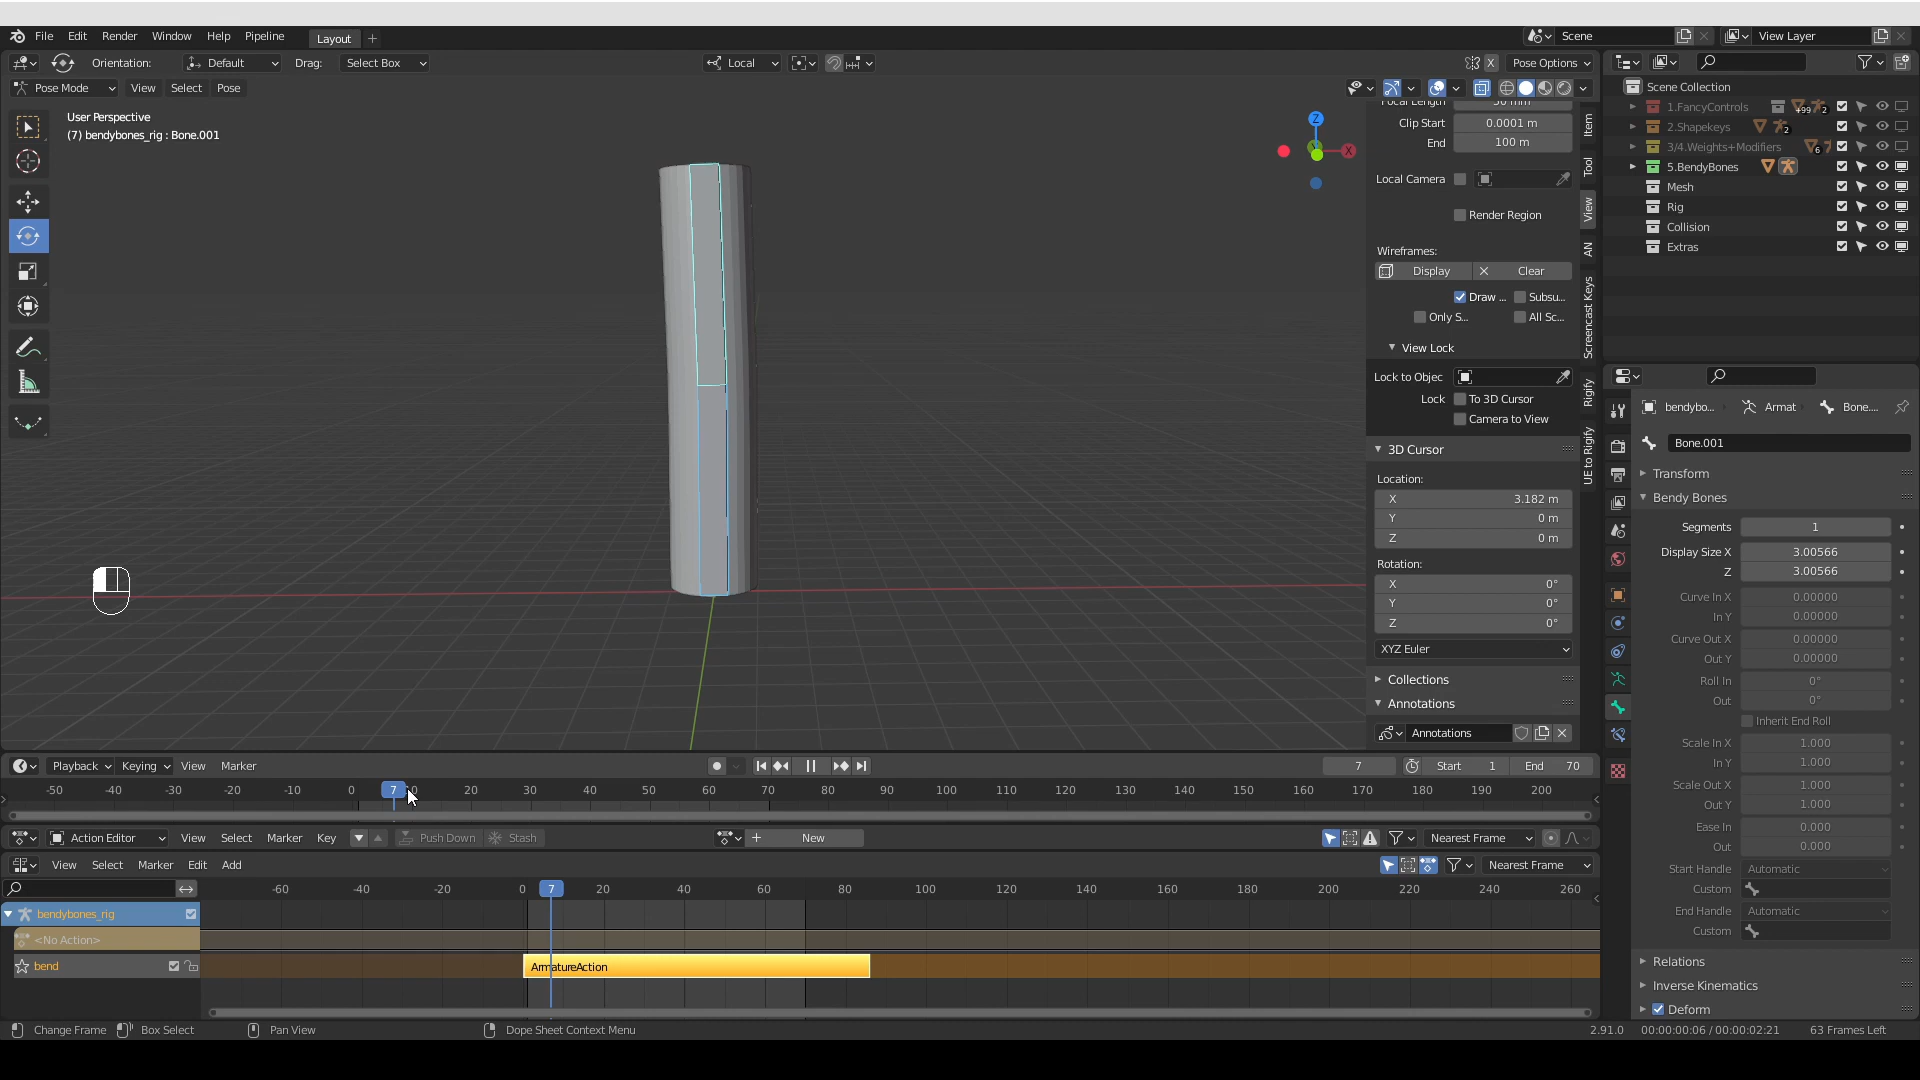 File Edit Render Window Help Pipeline Layout Scene View Layer
Orientation: Default Drag: Select Box Local X Pose Options
Pose Mode View Select Pose
User Perspective
(7) bendybones_rig : Bone.001
Z
X
Clip Start 0.0001 m
End 100 m
Local Camera
Render Region
Wireframes:
Display Clear
Draw ... Subsu...
Only S... All Sc...
View Lock
Lock to Objec
Lock To 3D Cursor
Camera to View
3D Cursor
Location:
X 3.182 m
Y 0 m
Z 0 m
Rotation:
X 0°
Y 0°
Z 0°
XYZ Euler
Collections
Annotations
Annotations
Item
Tool
View
AN
Screencast Keys
Rigify
UE to Rigify
Scene Collection
1.FancyControls +99 2
2.Shapekeys 2
3/4.Weights+Modifiers 6
5.BendyBones
Mesh
Rig
Collision
Extras
bendybo... Armat Bone....
Bone.001
Transform
Bendy Bones
Segments 1
Display Size X 3.00566
Z 3.00566
Curve In X 0.00000
In Y 0.00000
Curve Out X 0.00000
Out Y 0.00000
Roll In 0°
Out 0°
Inherit End Roll
Scale In X 1.000
In Y 1.000
Scale Out X 1.000
Out Y 1.000
Ease In 0.000
Out 0.000
Start Handle Automatic
Custom
End Handle Automatic
Custom
Relations
Inverse Kinematics
Deform
Playback Keying View Marker 7 Start 1 End 70
-50 -40 -30 -20 -10 0 7 20 30 40 50 60 70 80 90 100 110 120 130 140 150 160 170 180 190 200
Action Editor View Select Marker Key Push Down Stash New Nearest Frame
View Select Marker Edit Add Nearest Frame
-60 -40 -20 0 7 20 40 60 80 100 120 140 160 180 200 220 240 260
bendybones_rig
<No Action>
bend ArmatureAction
Change Frame Box Select Pan View Dope Sheet Context Menu 2.91.0 00:00:00:06 / 00:00:02:21 63 Frames Left